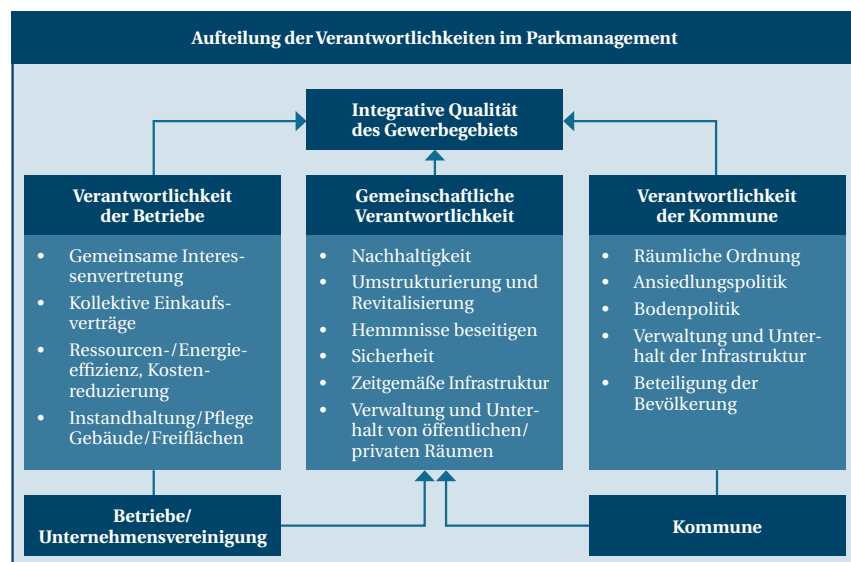 Aufteilung der Verantwortlichkeiten im Parkmanagement
Integrative Qualität
des Gewerbegebiets
Verantwortlichkeit
der Betriebe
• Gemeinsame Interes-
senvertretung
• Kollektive Einkaufs-
verträge
• Ressourcen-/Energie-
effizienz, Kosten-
reduzierung
• Instandhaltung/Pflege
Gebäude/Freiflächen
Gemeinschaftliche
Verantwortlichkeit
• Nachhaltigkeit
• Umstrukturierung und
Revitalisierung
• Hemmnisse beseitigen
• Sicherheit
• Zeitgemäße Infrastruktur
• Verwaltung und Unter-
halt von öffentlichen/
privaten Räumen
Verantwortlichkeit
der Kommune
• Räumliche Ordnung
• Ansiedlungspolitik
• Bodenpolitik
• Verwaltung und Unter-
halt der Infrastruktur
• Beteiligung der
Bevölkerung
Betriebe/
Unternehmensvereinigung
Kommune